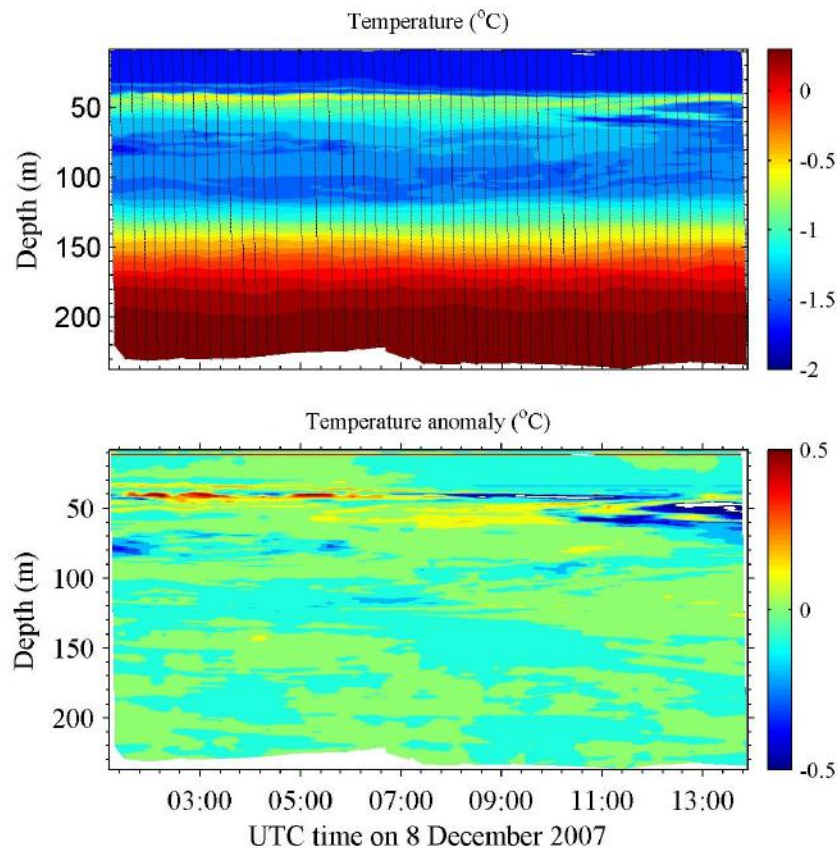 Temperature (°C)
Depth (m)
50
100
150
200
0
-0.5
-1
-1.5
-2
Temperature anomaly (°C)
Depth (m)
50
100
150
200
0.5
0
-0.5
03:00 05:00 07:00 09:00 11:00 13:00
UTC time on 8 December 2007